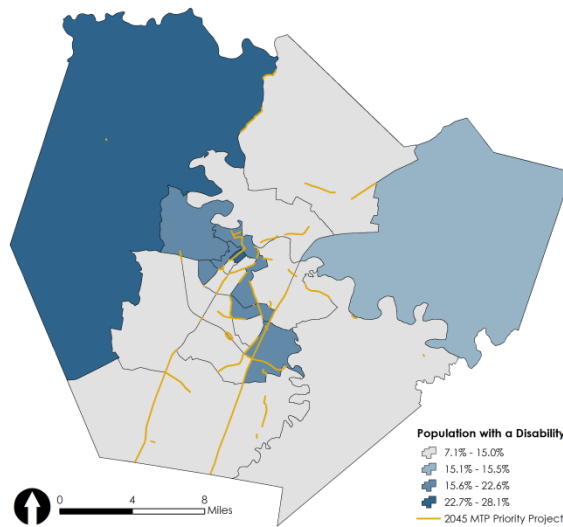 Population with a Disability
7.1% - 15.0%
15.1% - 15.5%
15.6% - 22.6%
22.7% - 28.1%
2045 MTP Priority Project
0 4 8
Miles